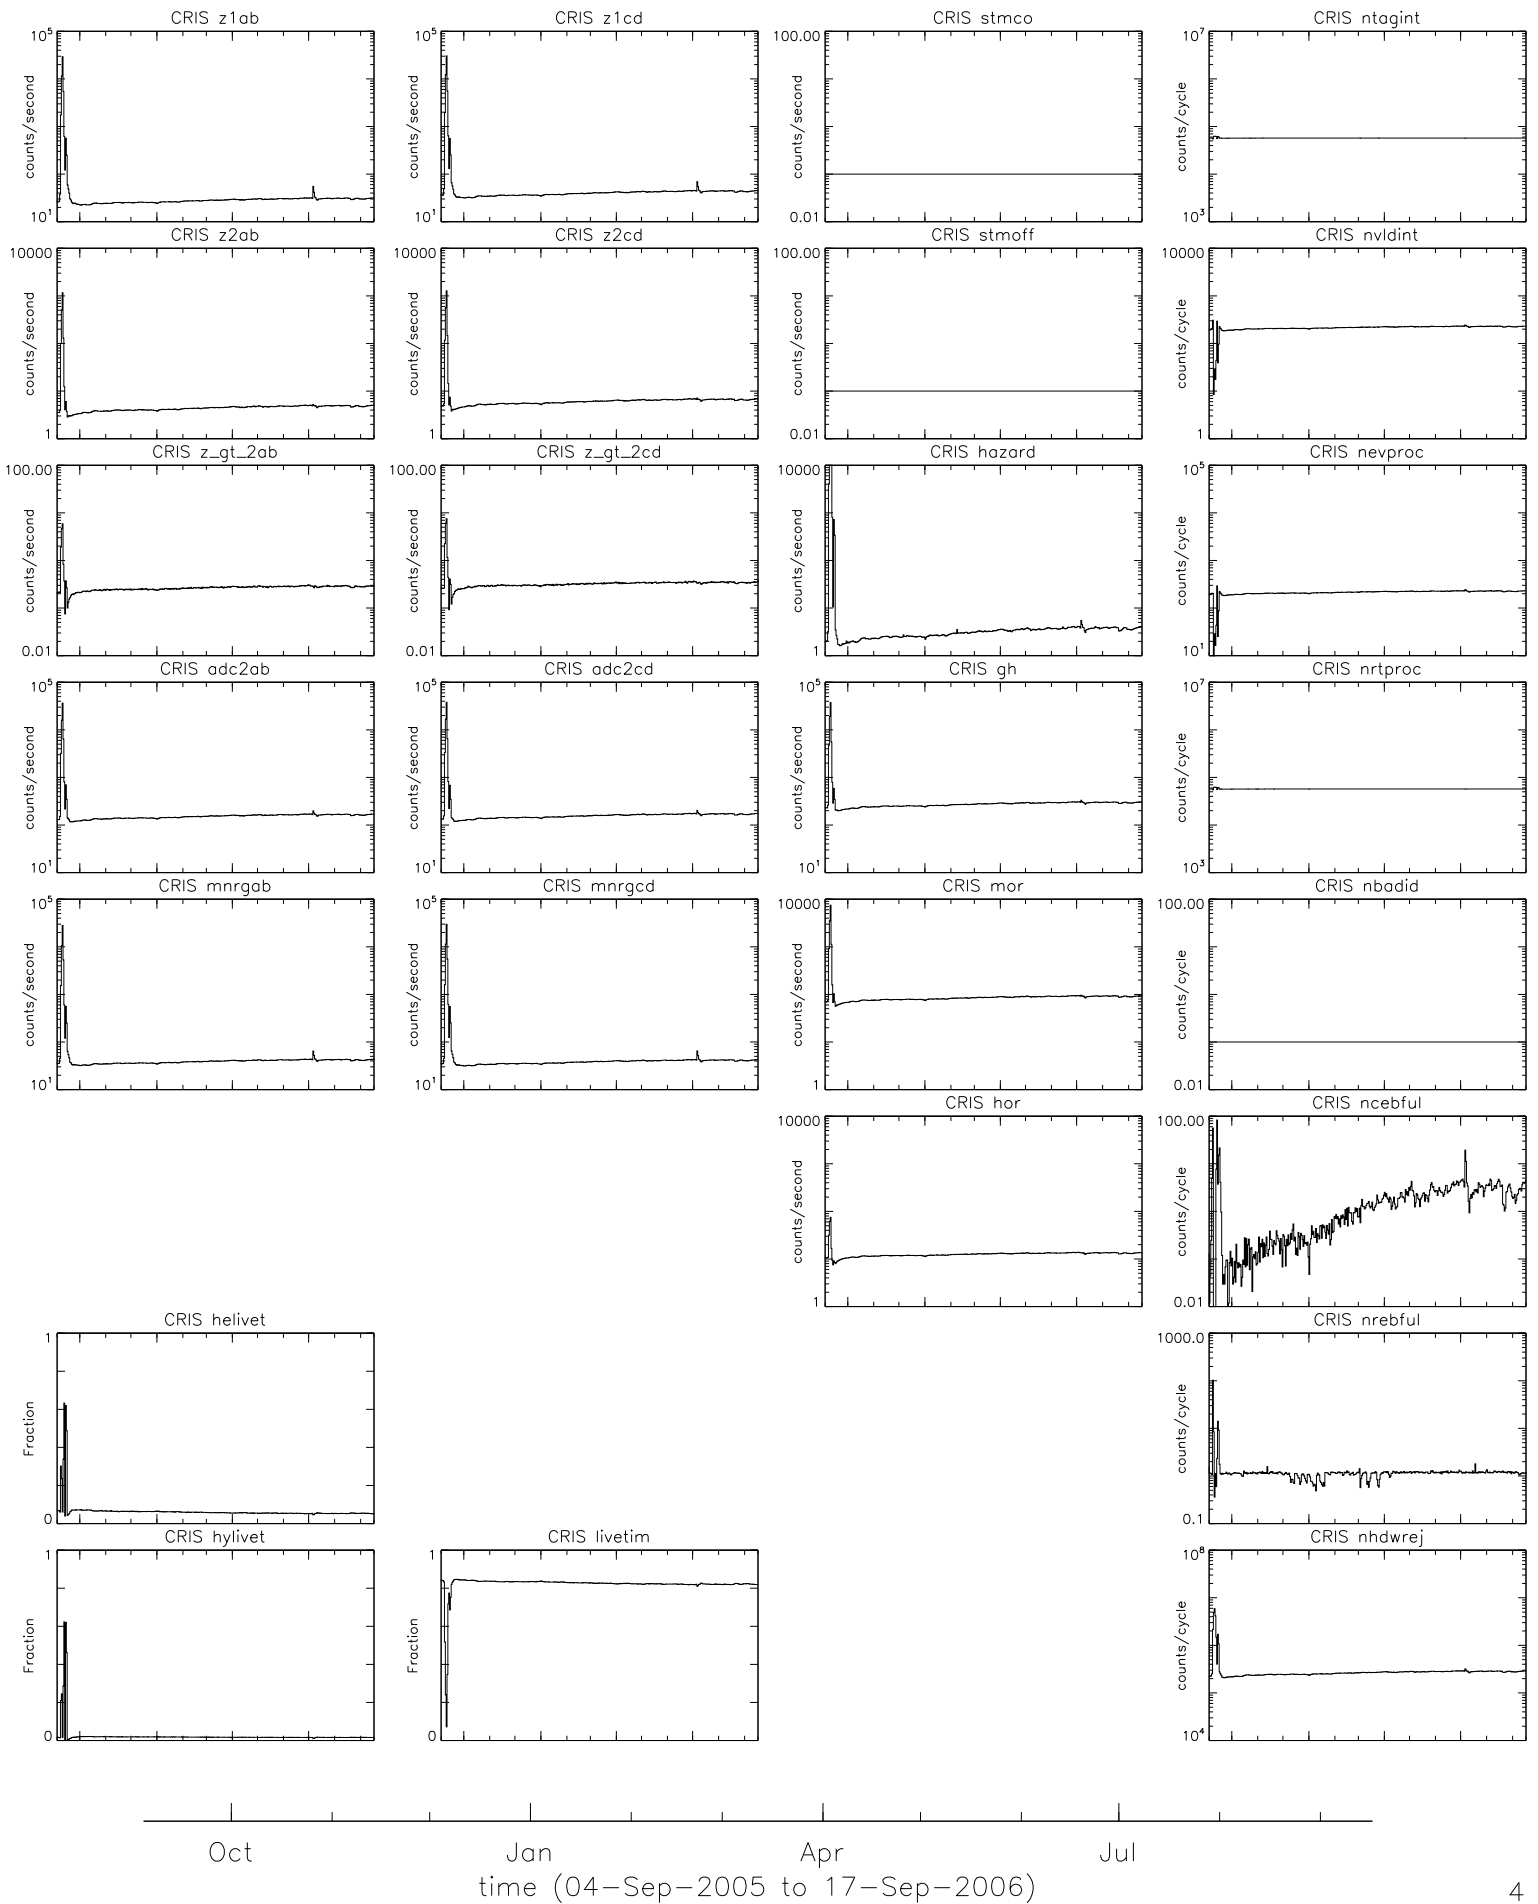 CRIS z1ab
CRIS z1cd
CRIS stmco
CRIS ntagint
10^5
counts/second
10^1
10^5
counts/second
10^1
100.00
counts/second
0.01
10^7
counts/cycle
10^3
CRIS z2ab
CRIS z2cd
CRIS stmoff
CRIS nvldint
10000
counts/second
1
10000
counts/second
1
100.00
counts/second
0.01
10000
counts/cycle
1
CRIS z_gt_2ab
CRIS z_gt_2cd
CRIS hazard
CRIS nevproc
100.00
counts/second
0.01
100.00
counts/second
0.01
10000
counts/second
1
10^5
counts/cycle
10^1
CRIS adc2ab
CRIS adc2cd
CRIS gh
CRIS nrtproc
10^5
counts/second
10^1
10^5
counts/second
10^1
10^5
counts/second
10^1
10^7
counts/cycle
10^3
CRIS mnrgab
CRIS mnrgcd
CRIS mor
CRIS nbadid
10^5
counts/second
10^1
10^5
counts/second
10^1
10000
counts/second
1
100.00
counts/cycle
0.01
CRIS hor
CRIS ncebful
10000
counts/second
1
100.00
counts/cycle
0.01
CRIS helivet
CRIS nrebful
1
Fraction
0
1000.0
counts/cycle
0.1
CRIS hylivet
CRIS livetim
CRIS nhdwrej
1
Fraction
0
1
Fraction
0
10^8
counts/cycle
10^4
Oct
Jan
Apr
Jul
time (04-Sep-2005 to 17-Sep-2006)
4